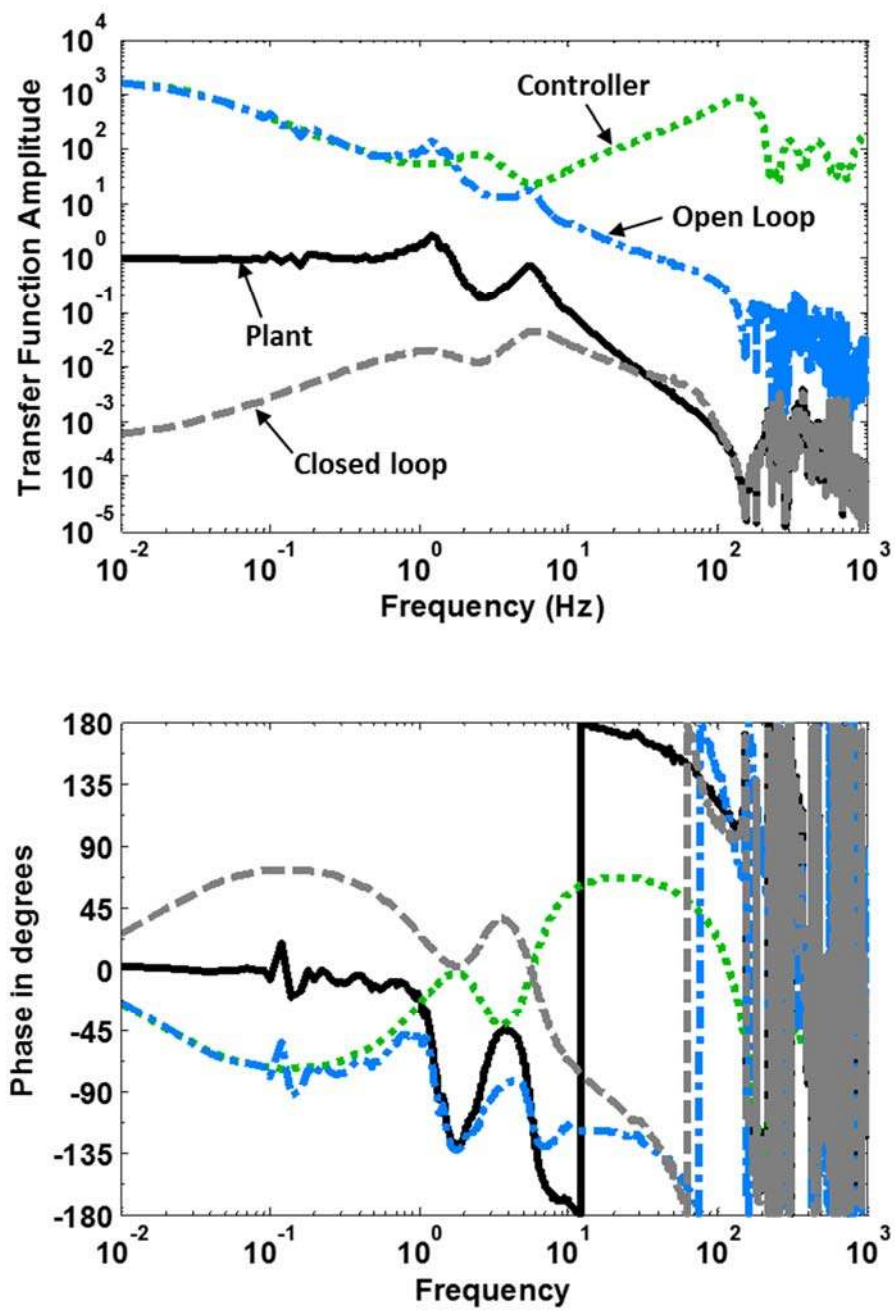 Transfer Function Amplitude
10^4
10^3
10^2
10^1
10^0
10^-1
10^-2
10^-3
10^-4
10^-5
Controller
Open Loop
Plant
Closed loop
10^-2 10^-1 10^0 10^1 10^2 10^3
Frequency (Hz)
Phase in degrees
180
135
90
45
0
-45
-90
-135
-180
10^-2 10^-1 10^0 10^1 10^2 10^3
Frequency